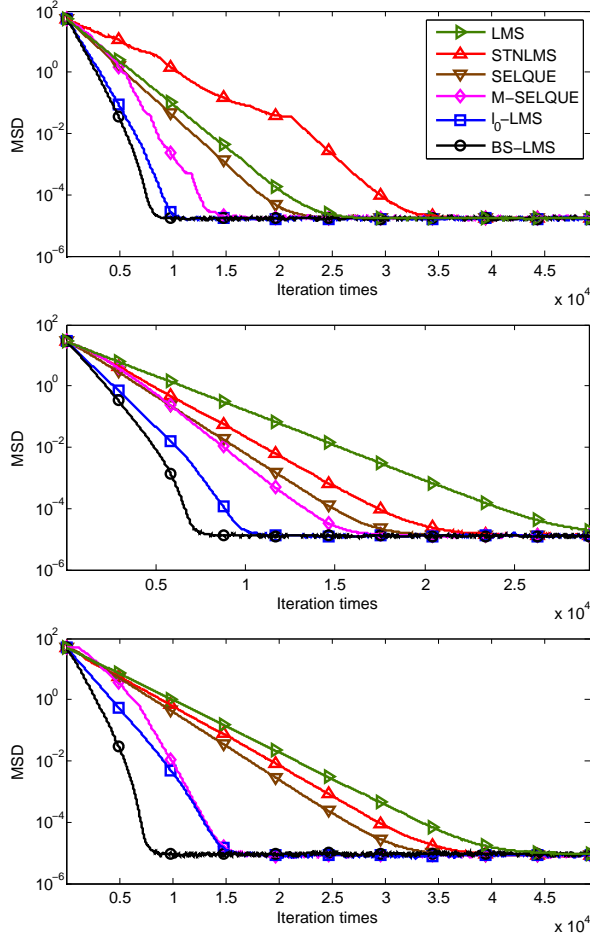 10^2
10^0
10^-2
10^-4
10^-6
MSD
LMS
STNLMS
SELQUE
M−SELQUE
l_0−LMS
BS−LMS
0.5 1 1.5 2 2.5 3 3.5 4 4.5
Iteration times
x 10^4
10^2
10^0
10^-2
10^-4
10^-6
MSD
0.5 1 1.5 2 2.5
Iteration times
x 10^4
10^2
10^0
10^-2
10^-4
10^-6
MSD
0.5 1 1.5 2 2.5 3 3.5 4 4.5
Iteration times
x 10^4